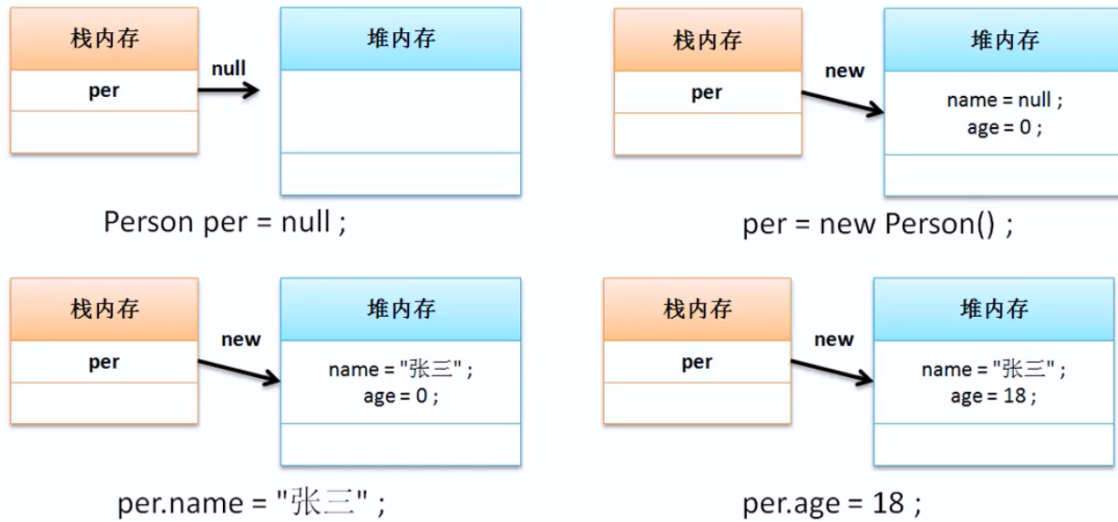 栈内存
堆内存
null
per
Person per = null ;
栈内存
堆内存
new
per
name = null ;
age = 0 ;
per = new Person() ;
栈内存
堆内存
new
per
name = "张三" ;
age = 0 ;
per.name = "张三" ;
栈内存
堆内存
new
per
name = "张三" ;
age = 18 ;
per.age = 18 ;